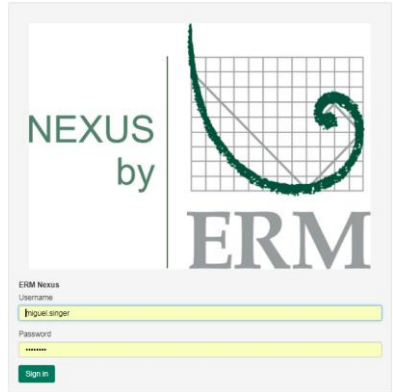 NEXUS
by
ERM
ERM Nexus
Username
miguel.singer
Password
••••••••
Sign in